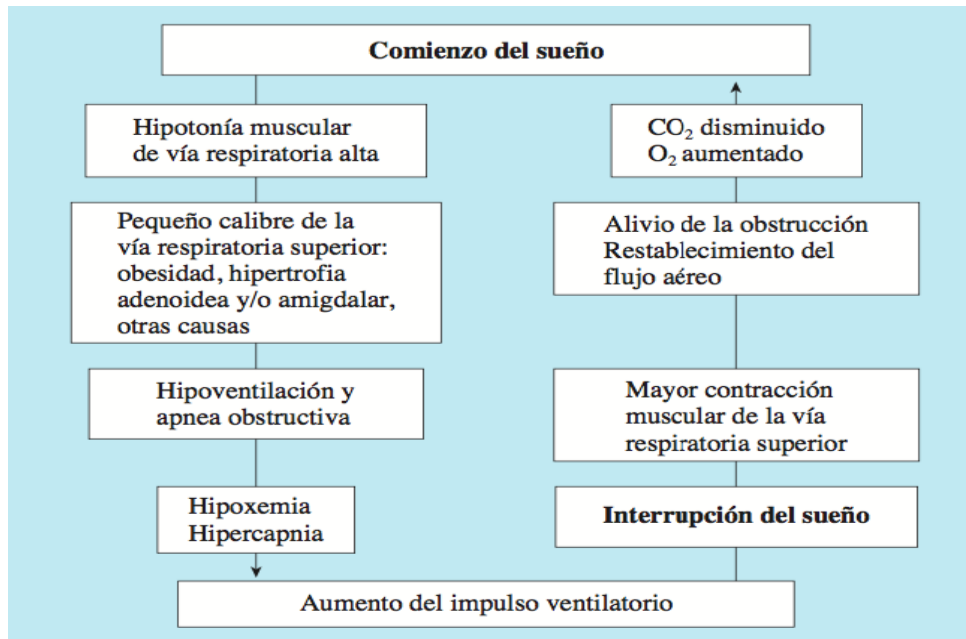 Comienzo del sueño
Hipotonía muscular
de vía respiratoria alta
Pequeño calibre de la
vía respiratoria superior:
obesidad, hipertrofia
adenoidea y/o amigdalar,
otras causas
Hipoventilación y
apnea obstructiva
Hipoxemia
Hipercapnia
Aumento del impulso ventilatorio
Interrupción del sueño
Mayor contracción
muscular de la vía
respiratoria superior
Alivio de la obstrucción
Restablecimiento del
flujo aéreo
CO₂ disminuido
O₂ aumentado